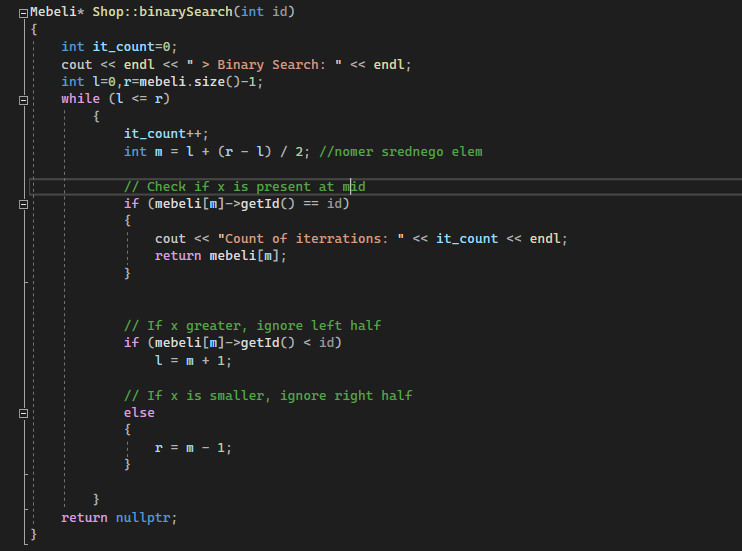 Mebeli* Shop::binarySearch(int id)
{
int it_count=0;
cout << endl << " > Binary Search: " << endl;
int l=0,r=mebeli.size()-1;
while (l <= r)
{
it_count++;
int m = l + (r - l) / 2; //nomer srednego elem
// Check if x is present at mid
if (mebeli[m]->getId() == id)
{
cout << "Count of iterrations: " << it_count << endl;
return mebeli[m];
}
// If x greater, ignore left half
if (mebeli[m]->getId() < id)
l = m + 1;
// If x is smaller, ignore right half
else
{
r = m - 1;
}
}
return nullptr;
}